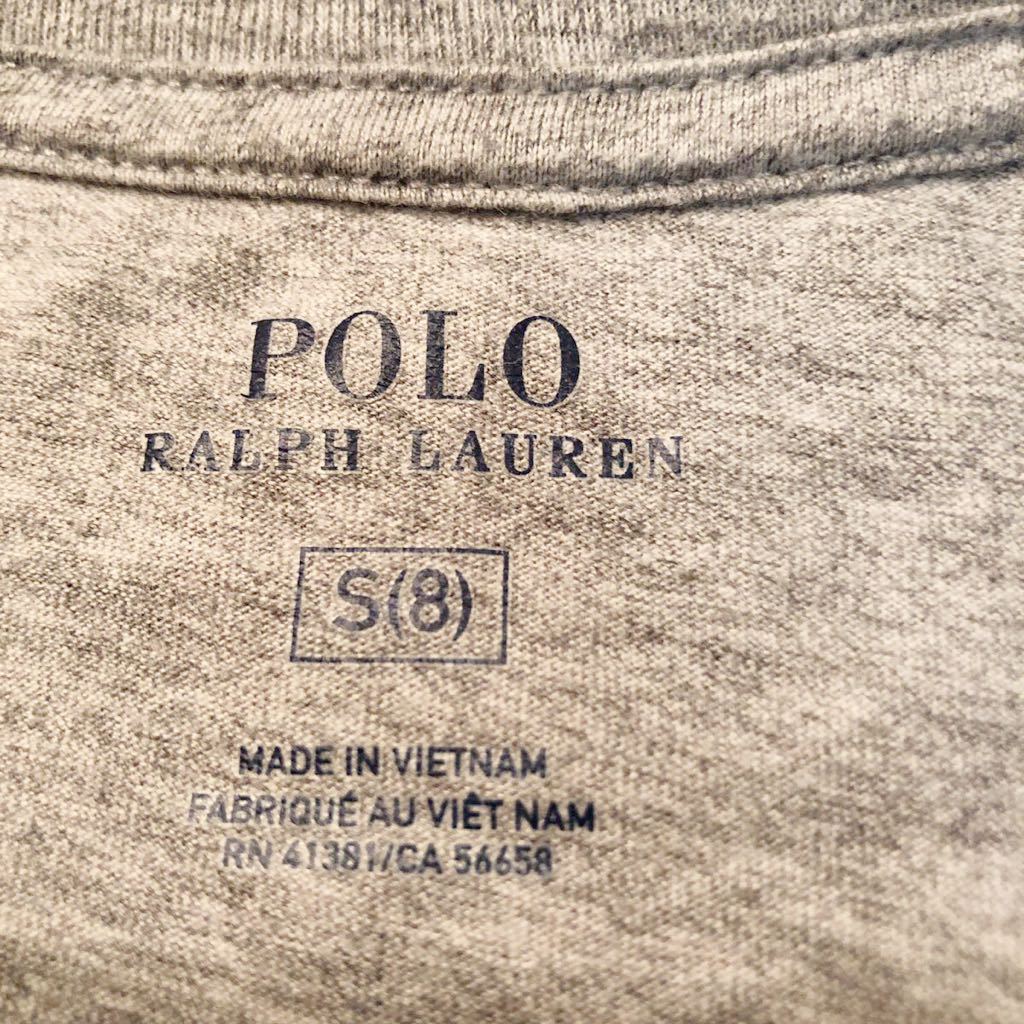 POLO
RALPH LAUREN
S(8)
MADE IN VIETNAM
FABRIQUÉ AU VIÊT NAM
RN 41381/CA 56658